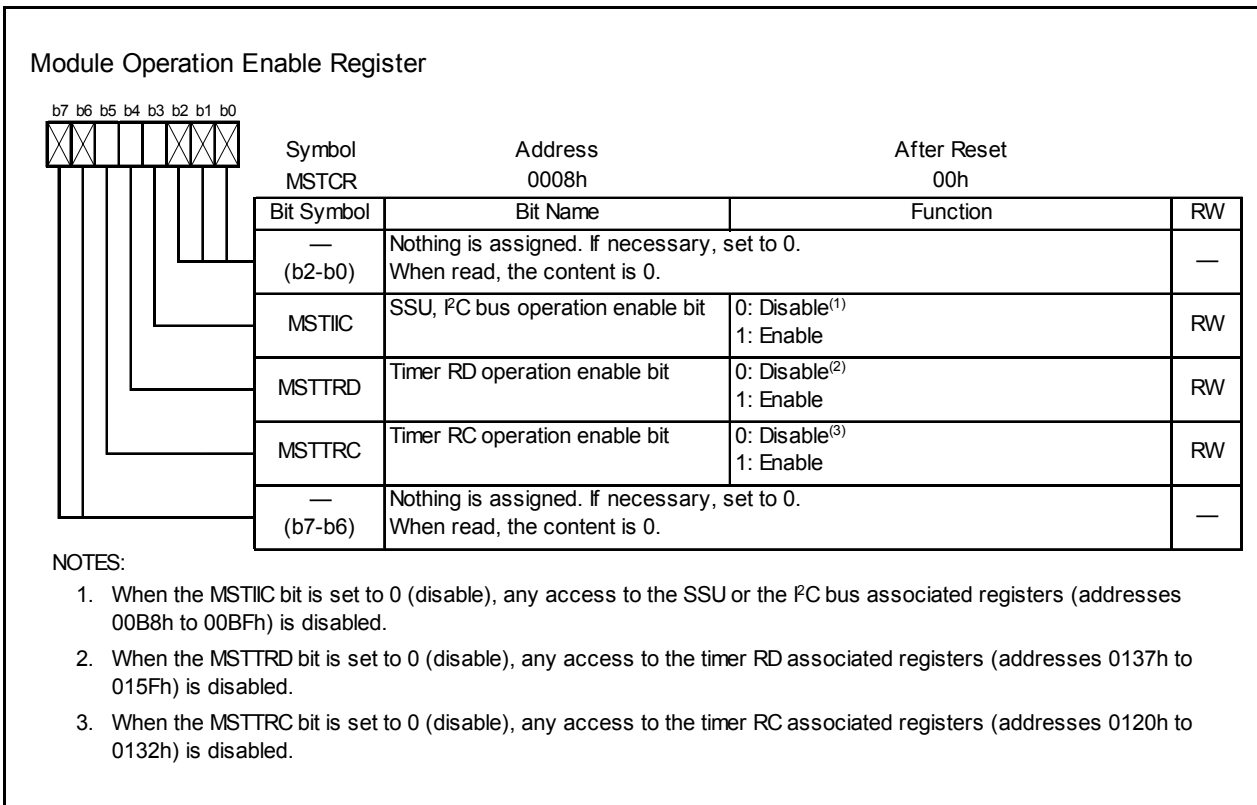 Module Operation Enable Register
b7 b6 b5 b4 b3 b2 b1 b0
Symbol Address After Reset
MSTCR 0008h 00h
Bit Symbol Bit Name Function RW
— Nothing is assigned. If necessary, set to 0.
(b2-b0) When read, the content is 0. —
MSTIIC SSU, I²C bus operation enable bit 0: Disable(1) RW
1: Enable
MSTTRD Timer RD operation enable bit 0: Disable(2) RW
1: Enable
MSTTRC Timer RC operation enable bit 0: Disable(3) RW
1: Enable
— Nothing is assigned. If necessary, set to 0.
(b7-b6) When read, the content is 0. —
NOTES:
1. When the MSTIIC bit is set to 0 (disable), any access to the SSU or the I²C bus associated registers (addresses
00B8h to 00BFh) is disabled.
2. When the MSTTRD bit is set to 0 (disable), any access to the timer RD associated registers (addresses 0137h to
015Fh) is disabled.
3. When the MSTTRC bit is set to 0 (disable), any access to the timer RC associated registers (addresses 0120h to
0132h) is disabled.